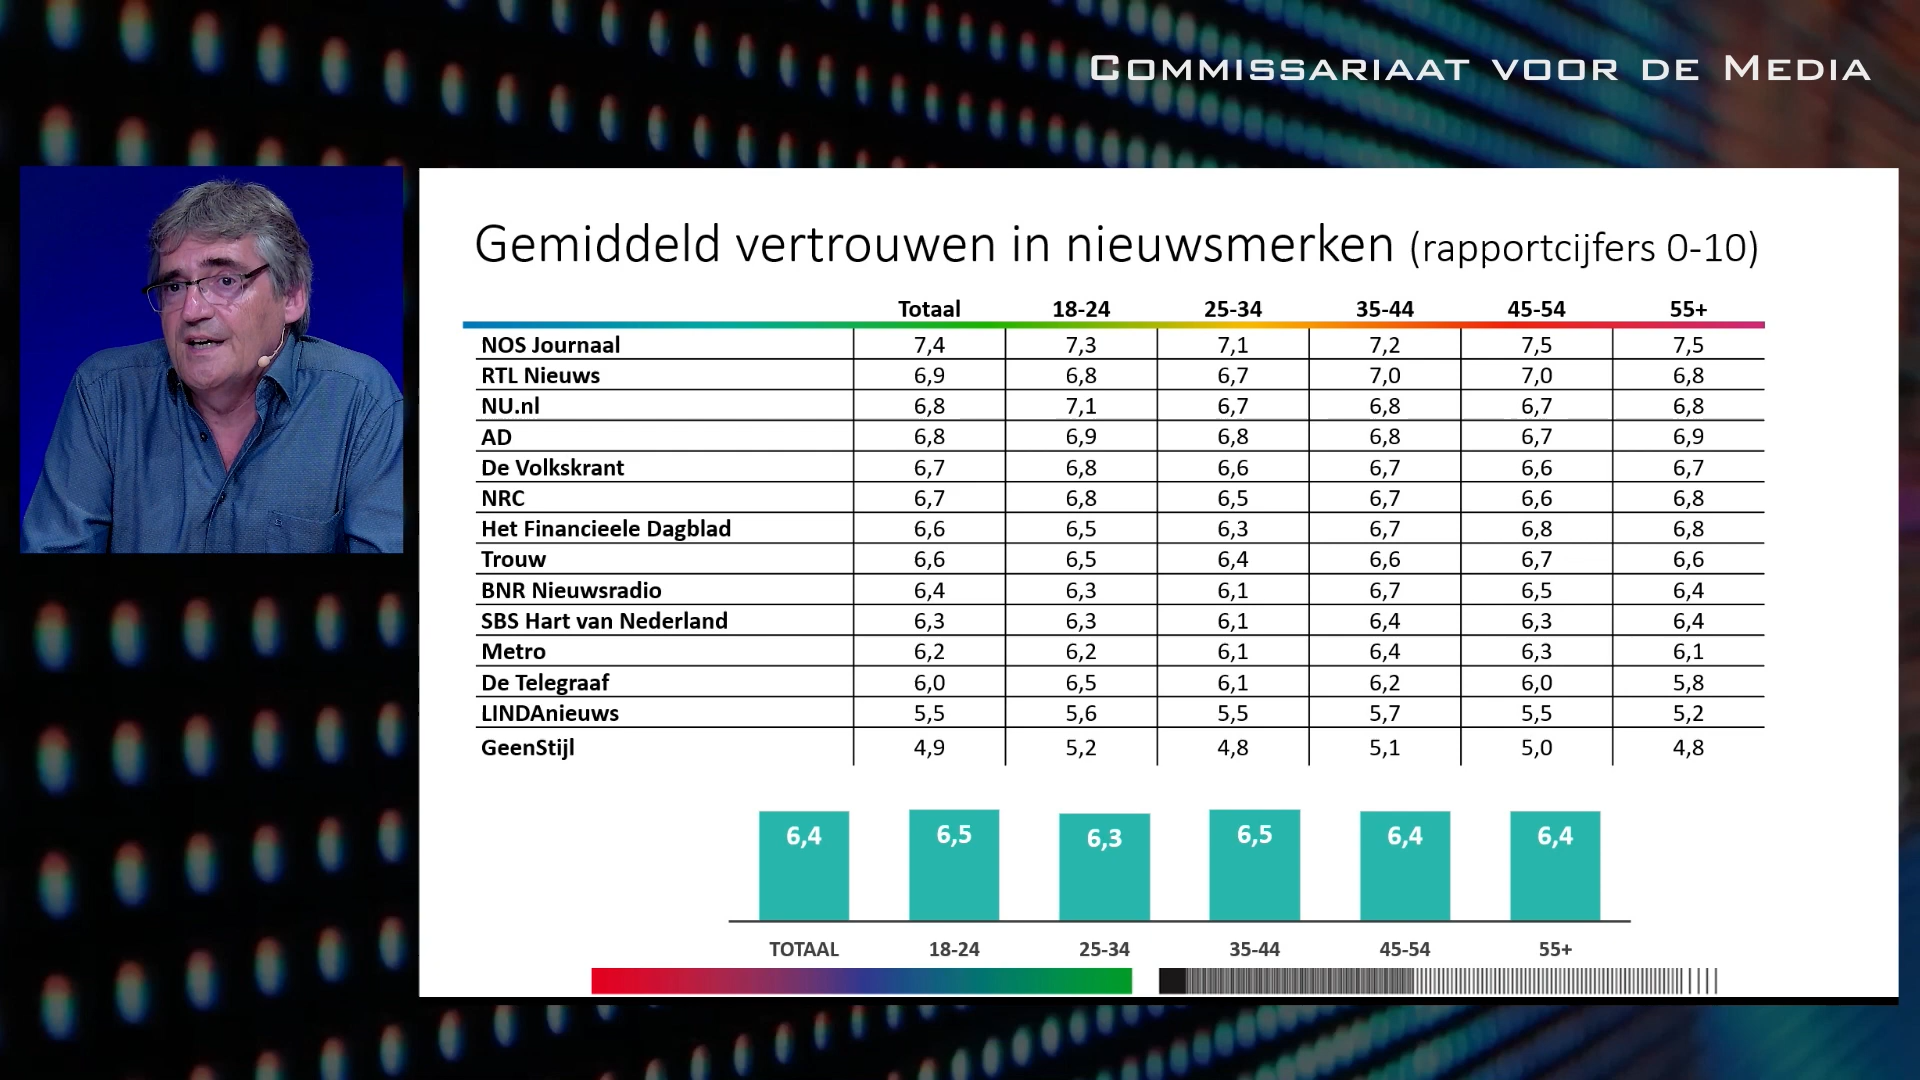 COMMISSARIAAT VOOR DE MEDIA
Gemiddeld vertrouwen in nieuwsmerken (rapportcijfers 0-10)
Totaal 18-24 25-34 35-44 45-54 55+
NOS Journaal 7,4 7,3 7,1 7,2 7,5 7,5
RTL Nieuws 6,9 6,8 6,7 7,0 7,0 6,8
NU.nl 6,8 7,1 6,7 6,8 6,7 6,8
AD 6,8 6,9 6,8 6,8 6,7 6,9
De Volkskrant 6,7 6,8 6,6 6,7 6,6 6,7
NRC 6,7 6,8 6,5 6,7 6,6 6,8
Het Financieele Dagblad 6,6 6,5 6,3 6,7 6,8 6,8
Trouw 6,6 6,5 6,4 6,6 6,7 6,6
BNR Nieuwsradio 6,4 6,3 6,1 6,7 6,5 6,4
SBS Hart van Nederland 6,3 6,3 6,1 6,4 6,3 6,4
Metro 6,2 6,2 6,1 6,4 6,3 6,1
De Telegraaf 6,0 6,5 6,1 6,2 6,0 5,8
LINDAnieuws 5,5 5,6 5,5 5,7 5,5 5,2
GeenStijl 4,9 5,2 4,8 5,1 5,0 4,8
6,4 6,5 6,3 6,5 6,4 6,4
TOTAAL 18-24 25-34 35-44 45-54 55+